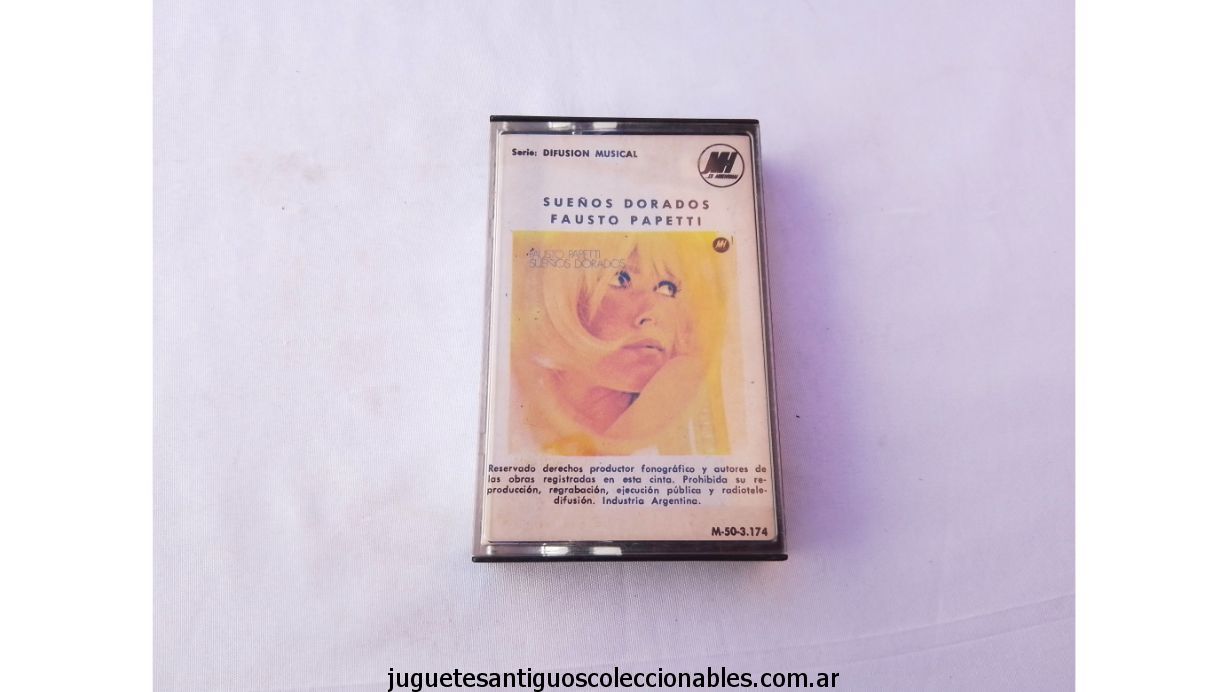 Serie: DIFUSION MUSICAL
MH
SUEÑOS DORADOS
FAUSTO PAPETTI
MH
FAUSTO PAPETTI
SUEÑOS DORADOS
Reservado derechos productor fonográfico y autores de
las obras registradas en esta cinta. Prohibida su re-
producción, regrabación, ejecución pública y radiotele-
difusión. Industria Argentina.
M-50-3.174
juguetesantiguoscoleccionables.com.ar